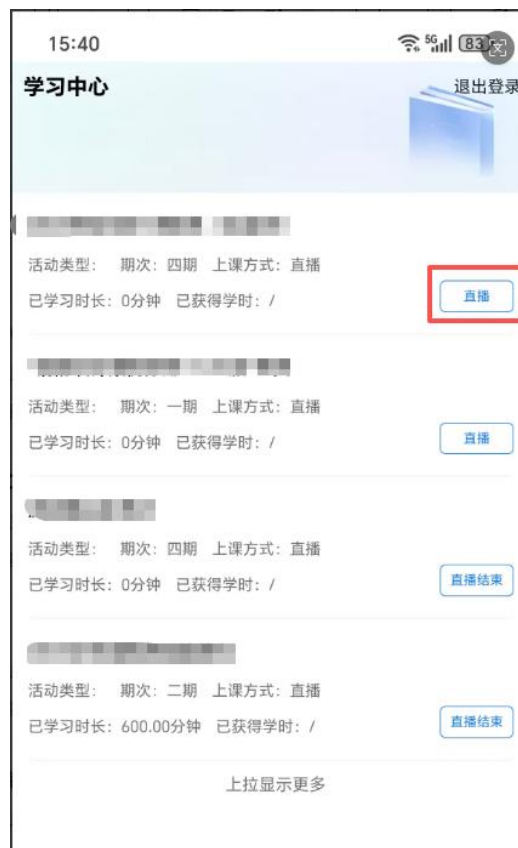 15:40
5G 83
学习中心
退出登录
活动类型: 期次: 四期 上课方式: 直播
已学习时长: 0分钟 已获得学时: /
直播
活动类型: 期次: 一期 上课方式: 直播
已学习时长: 0分钟 已获得学时: /
直播
活动类型: 期次: 四期 上课方式: 直播
已学习时长: 0分钟 已获得学时: /
直播结束
活动类型: 期次: 二期 上课方式: 直播
已学习时长: 600.00分钟 已获得学时: /
直播结束
上拉显示更多